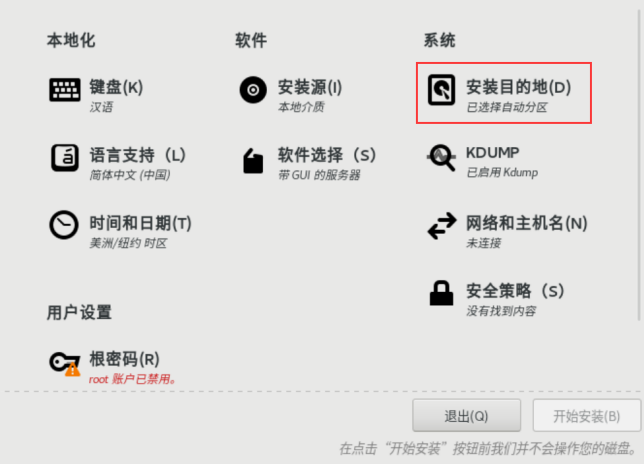 本地化
键盘(K)
汉语
语言支持（L）
简体中文 (中国)
时间和日期(T)
美洲/纽约 时区
用户设置
根密码(R)
root 账户已禁用。
软件
安装源(I)
本地介质
软件选择（S）
带 GUI 的服务器
系统
安装目的地(D)
已选择自动分区
KDUMP
已启用 Kdump
网络和主机名(N)
未连接
安全策略（S）
没有找到内容
退出(Q)
开始安装(B)
在点击“开始安装”按钮前我们并不会操作您的磁盘。